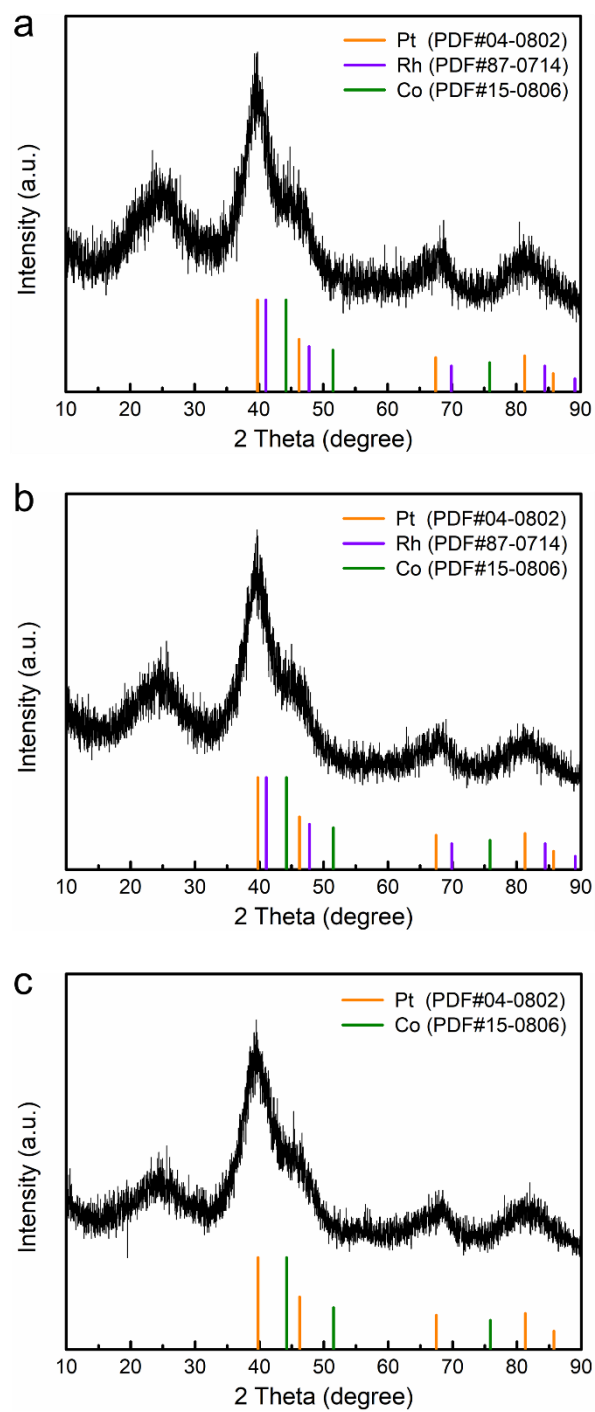 a
Pt (PDF#04-0802)
Rh (PDF#87-0714)
Co (PDF#15-0806)
Intensity (a.u.)
10 20 30 40 50 60 70 80 90
2 Theta (degree)
b
Pt (PDF#04-0802)
Rh (PDF#87-0714)
Co (PDF#15-0806)
Intensity (a.u.)
10 20 30 40 50 60 70 80 90
2 Theta (degree)
c
Pt (PDF#04-0802)
Co (PDF#15-0806)
Intensity (a.u.)
10 20 30 40 50 60 70 80 90
2 Theta (degree)